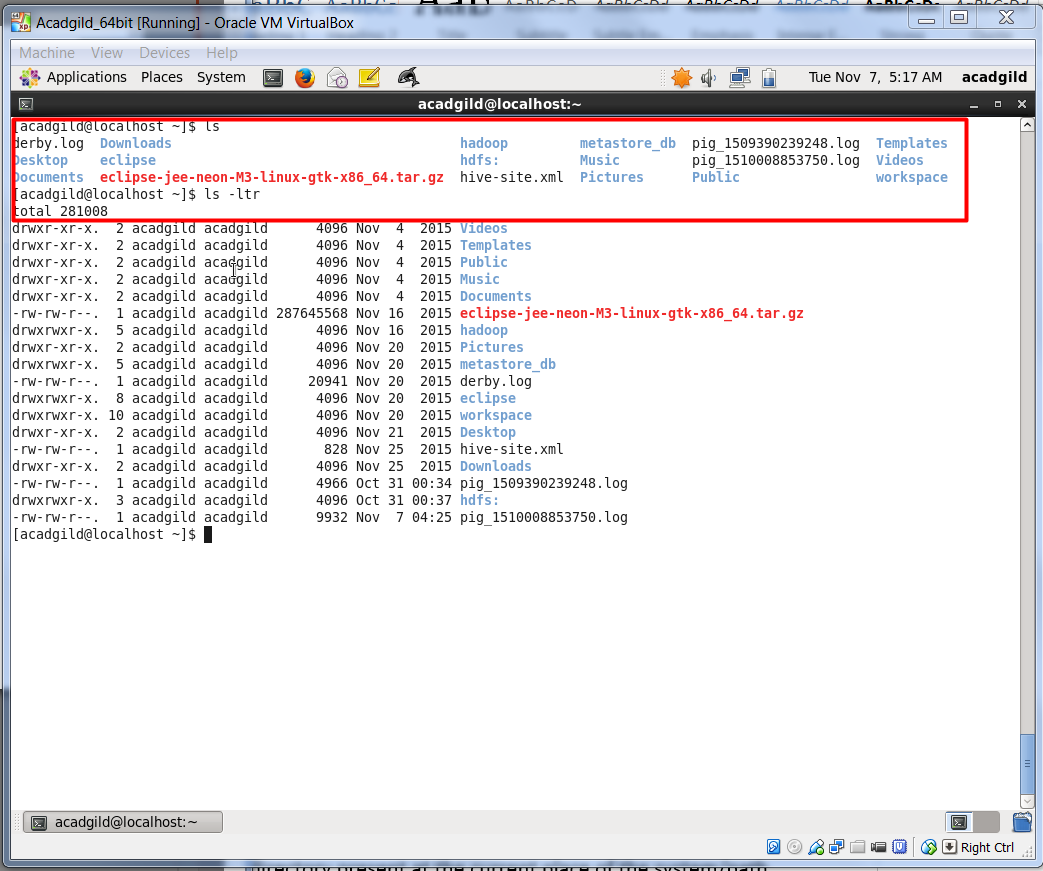 Acadgild_64bit [Running] - Oracle VM VirtualBox
Machine View Devices Help
Applications Places System Tue Nov 7, 5:17 AM acadgild
acadgild@localhost:~
[acadgild@localhost ~]$ ls
derby.log Downloads hadoop metastore_db pig_1509390239248.log Templates
Desktop eclipse hdfs: Music pig_1510008853750.log Videos
Documents eclipse-jee-neon-M3-linux-gtk-x86_64.tar.gz hive-site.xml Pictures Public workspace
[acadgild@localhost ~]$ ls -ltr
total 281008
drwxr-xr-x. 2 acadgild acadgild 4096 Nov 4 2015 Videos
drwxr-xr-x. 2 acadgild acadgild 4096 Nov 4 2015 Templates
drwxr-xr-x. 2 acadgild acadgild 4096 Nov 4 2015 Public
drwxr-xr-x. 2 acadgild acadgild 4096 Nov 4 2015 Music
drwxr-xr-x. 2 acadgild acadgild 4096 Nov 4 2015 Documents
-rw-rw-r--. 1 acadgild acadgild 287645568 Nov 16 2015 eclipse-jee-neon-M3-linux-gtk-x86_64.tar.gz
drwxrwxr-x. 5 acadgild acadgild 4096 Nov 16 2015 hadoop
drwxr-xr-x. 2 acadgild acadgild 4096 Nov 20 2015 Pictures
drwxrwxr-x. 5 acadgild acadgild 4096 Nov 20 2015 metastore_db
-rw-rw-r--. 1 acadgild acadgild 20941 Nov 20 2015 derby.log
drwxrwxr-x. 8 acadgild acadgild 4096 Nov 20 2015 eclipse
drwxrwxr-x. 10 acadgild acadgild 4096 Nov 20 2015 workspace
drwxr-xr-x. 2 acadgild acadgild 4096 Nov 21 2015 Desktop
-rw-rw-r--. 1 acadgild acadgild 828 Nov 25 2015 hive-site.xml
drwxr-xr-x. 2 acadgild acadgild 4096 Nov 25 2015 Downloads
-rw-rw-r--. 1 acadgild acadgild 4966 Oct 31 00:34 pig_1509390239248.log
drwxrwxr-x. 3 acadgild acadgild 4096 Oct 31 00:37 hdfs:
-rw-rw-r--. 1 acadgild acadgild 9932 Nov 7 04:25 pig_1510008853750.log
[acadgild@localhost ~]$
acadgild@localhost:~
Right Ctrl